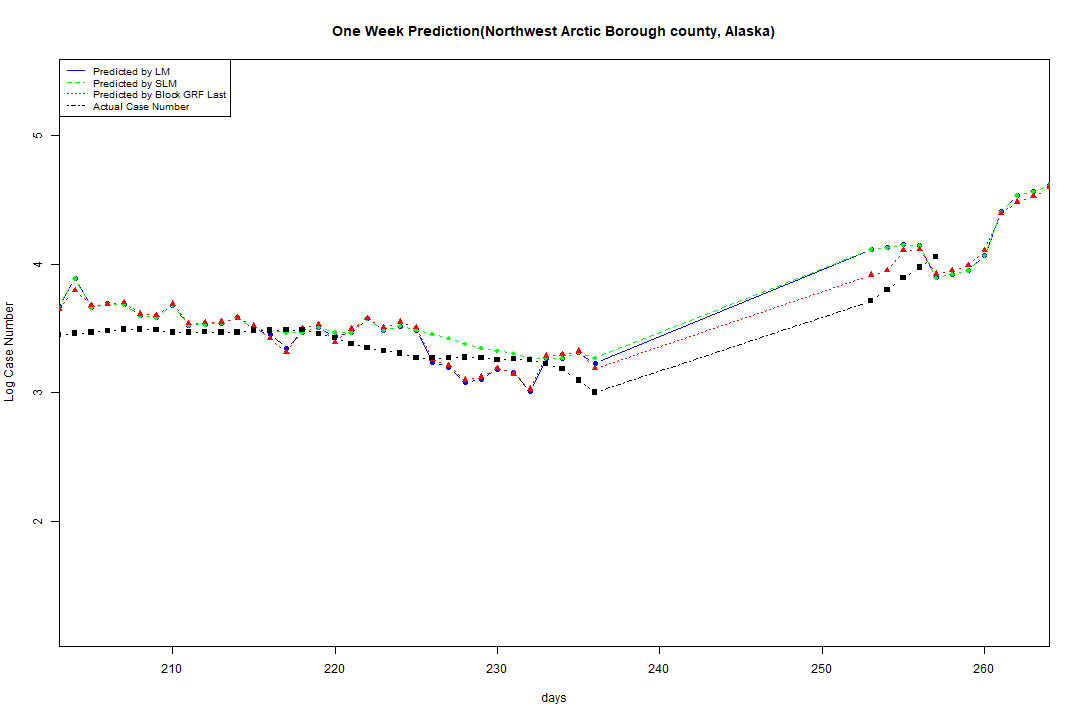 One Week Prediction(Northwest Arctic Borough county, Alaska)
Predicted by LM
Predicted by SLM
Predicted by Block GRF Last
Actual Case Number
5
4
3
2
Log Case Number
210 220 230 240 250 260
days